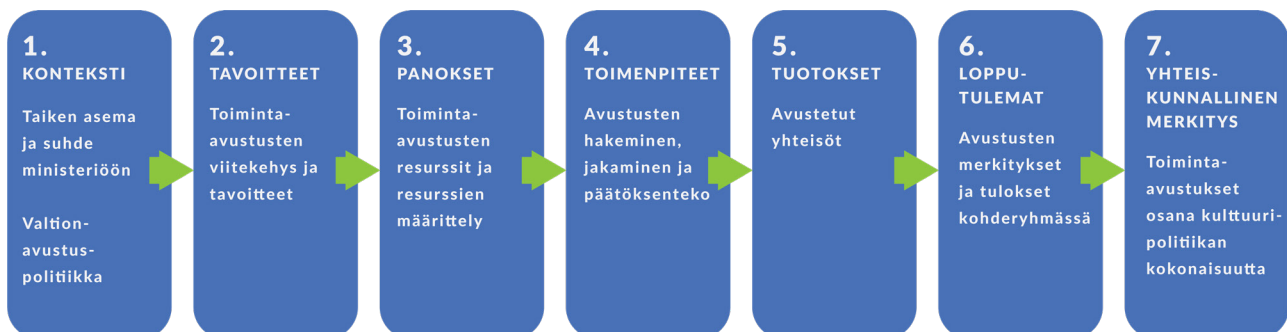 1.
KONTEKSTI
Taiken asema
ja suhde
ministeriöön
Valtion-
avustus-
politiikka
2.
TAVOITTEET
Toiminta-
avustusten
viitekehys ja
tavoitteet
3.
PANOKSET
Toiminta-
avustusten
resurssit ja
resurssien
määrittely
4.
TOIMENPITEET
Avustusten
hakeminen,
jakaminen ja
päätöksenteko
5.
TUOTOKSET
Avustetut
yhteisöt
6.
LOPPU-
TULEMAT
Avustusten
merkitykset
ja tulokset
kohderyhmässä
7.
YHTEIS-
KUNNALLINEN
MERKITYS
Toiminta-
avustukset
osana kulttuuri-
politiikan
kokonaisuutta